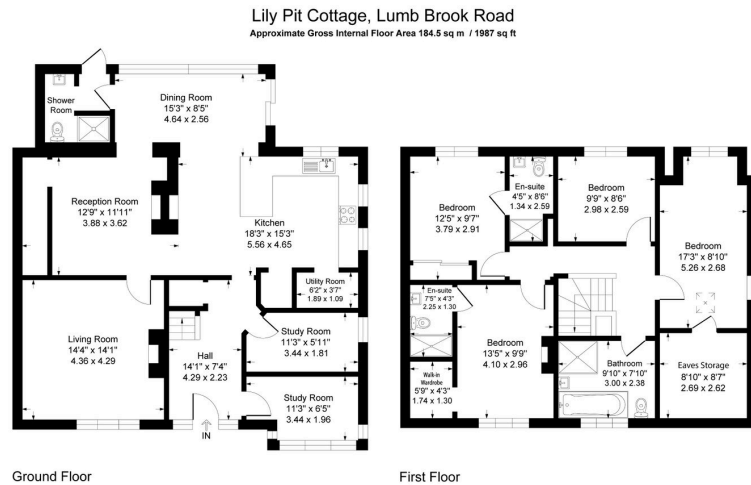 Lily Pit Cottage, Lumb Brook Road
Approximate Gross Internal Floor Area 184.5 sq m / 1987 sq ft
Shower
Room
Dining Room
15'3" x 8'5"
4.64 x 2.56
Reception Room
12'9" x 11'11"
3.88 x 3.62
Kitchen
18'3" x 15'3"
5.56 x 4.65
Utility Room
6'2" x 3'7"
1.89 x 1.09
Living Room
14'4" x 14'1"
4.36 x 4.29
Hall
14'1" x 7'4"
4.29 x 2.23
Study Room
11'3" x 5'11"
3.44 x 1.81
Study Room
11'3" x 6'5"
3.44 x 1.96
IN
Ground Floor
Bedroom
12'5" x 9'7"
3.79 x 2.91
En-suite
4'5" x 8'6"
1.34 x 2.59
Bedroom
9'9" x 8'6"
2.98 x 2.59
Bedroom
17'3" x 8'10"
5.26 x 2.68
En-suite
7'5" x 4'3"
2.25 x 1.30
Bedroom
13'5" x 9'9"
4.10 x 2.96
Walk-in
Wardrobe
5'9" x 4'3"
1.74 x 1.30
Bathroom
9'10" x 7'10"
3.00 x 2.38
Eaves Storage
8'10" x 8'7"
2.69 x 2.62
First Floor